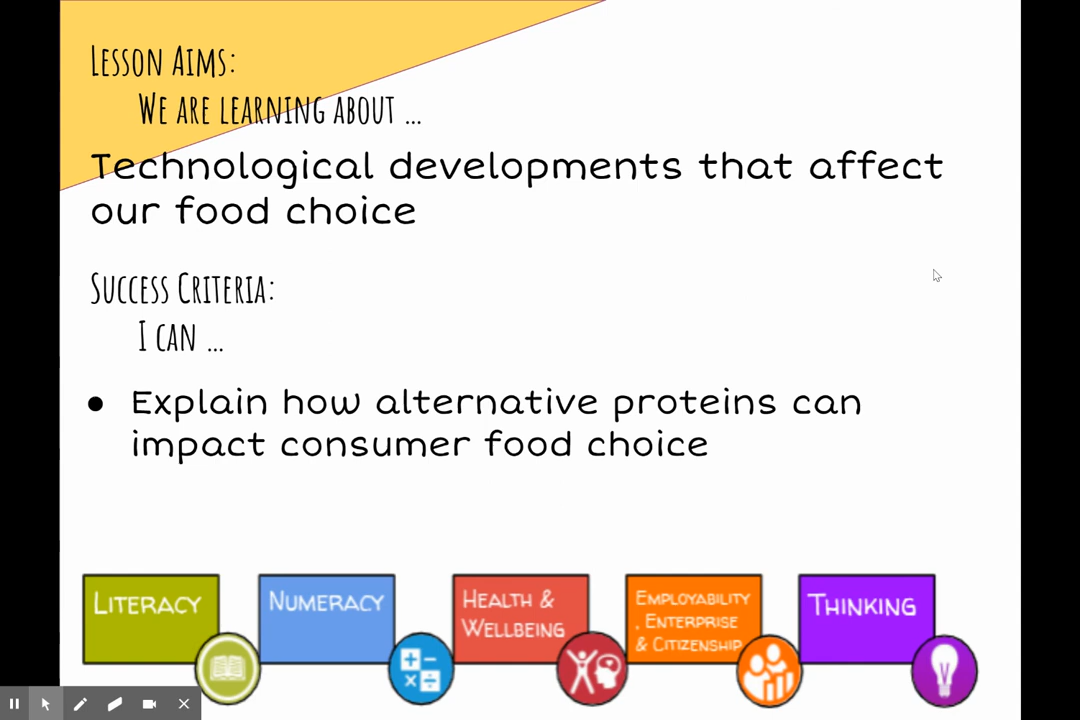 Lesson Aims:
We are learning about ...
Technological developments that affect
our food choice
Success Criteria:
I can ...
● Explain how alternative proteins can
impact consumer food choice
Literacy
Numeracy
Health &
Wellbeing
Employability
, Enterprise
& Citizenship
Thinking